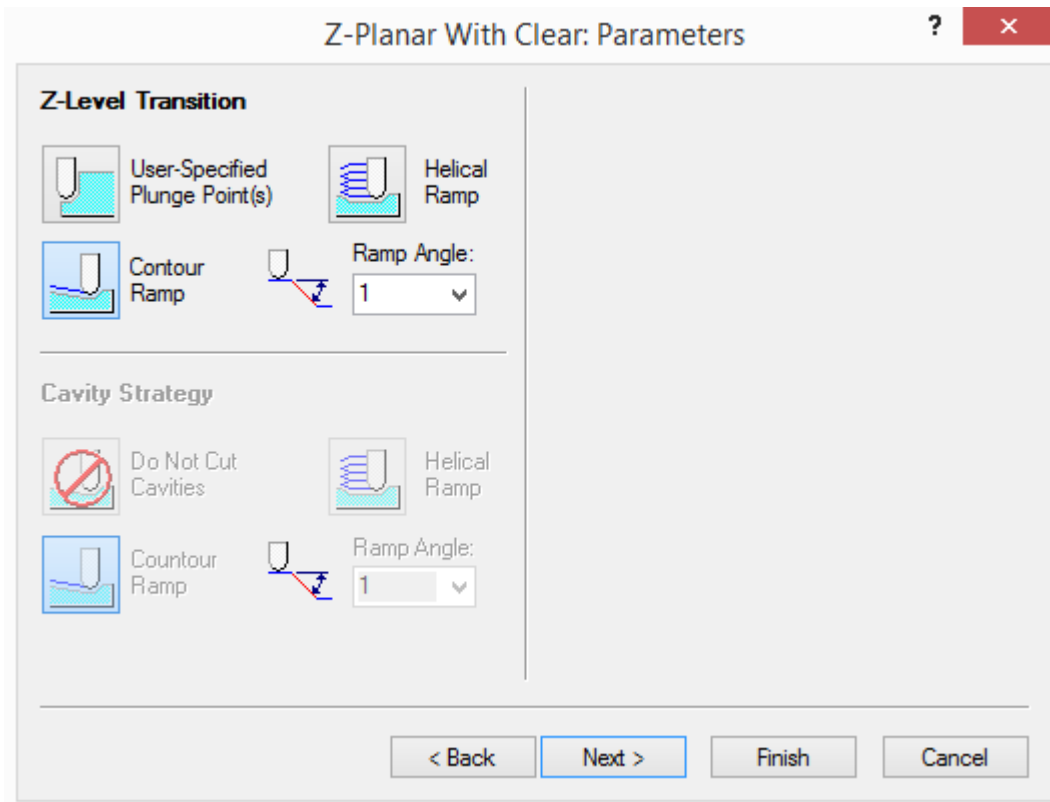 Z-Planar With Clear: Parameters
?
×
Z-Level Transition
User-Specified
Plunge Point(s)
Helical
Ramp
Contour
Ramp
Ramp Angle:
1
Cavity Strategy
Do Not Cut
Cavities
Helical
Ramp
Countour
Ramp
Ramp Angle:
1
< Back
Next >
Finish
Cancel